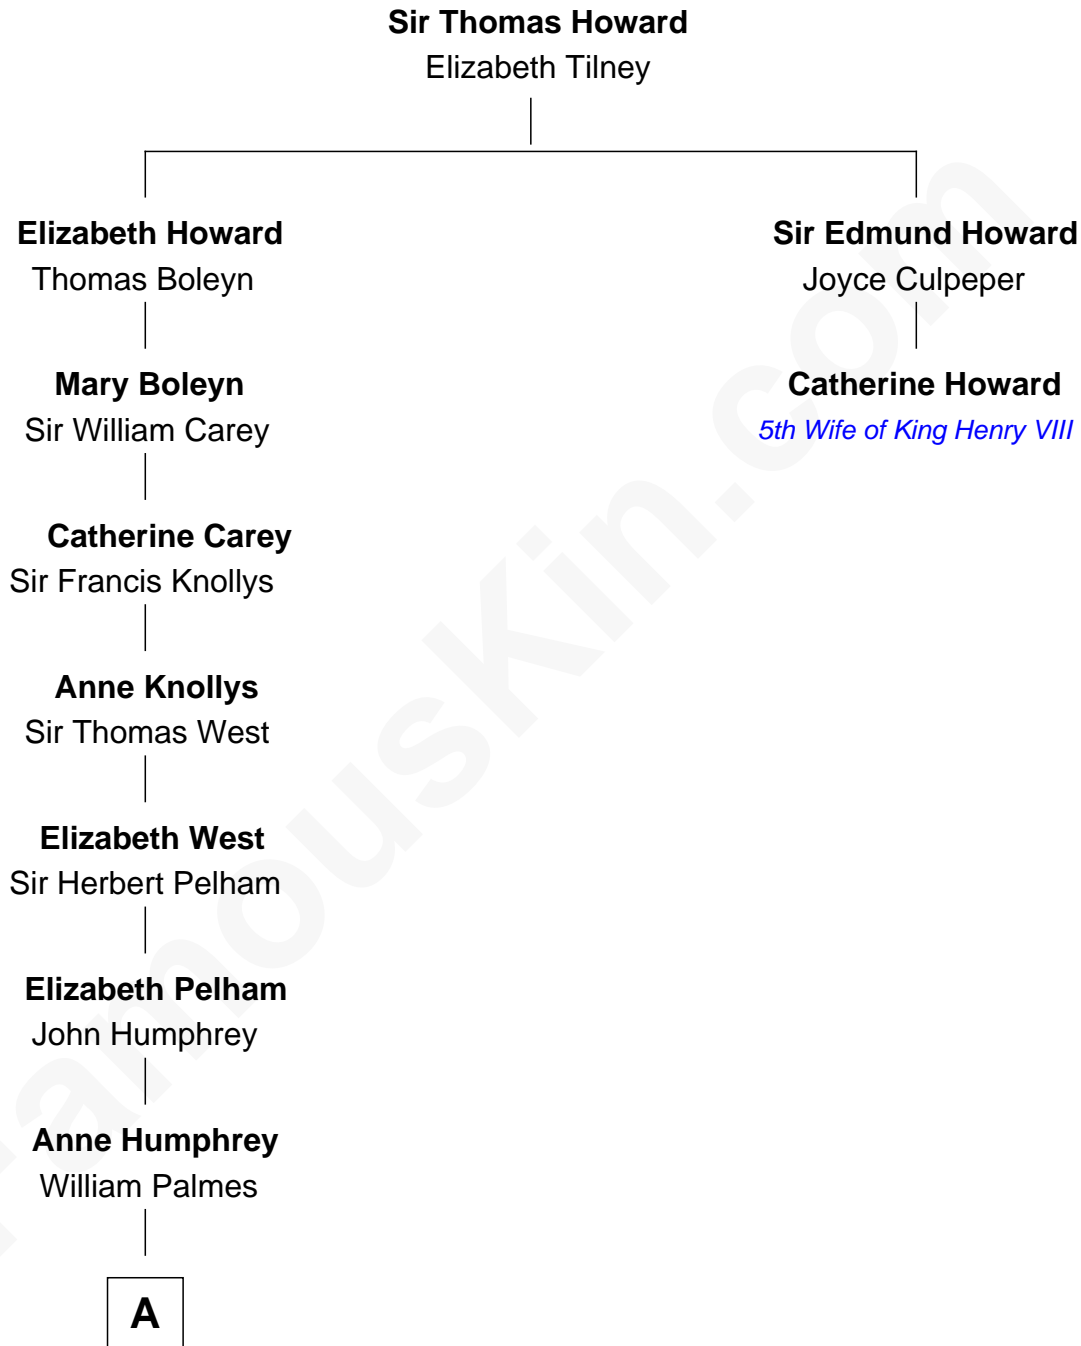 Sir Thomas Howard
Elizabeth Tilney
Elizabeth Howard
Thomas Boleyn
Sir Edmund Howard
Joyce Culpeper
Mary Boleyn
Sir William Carey
Catherine Howard
5th Wife of King Henry VIII
Catherine Carey
Sir Francis Knollys
Anne Knollys
Sir Thomas West
Elizabeth West
Sir Herbert Pelham
Elizabeth Pelham
John Humphrey
Anne Humphrey
William Palmes
A
FamousKin.com